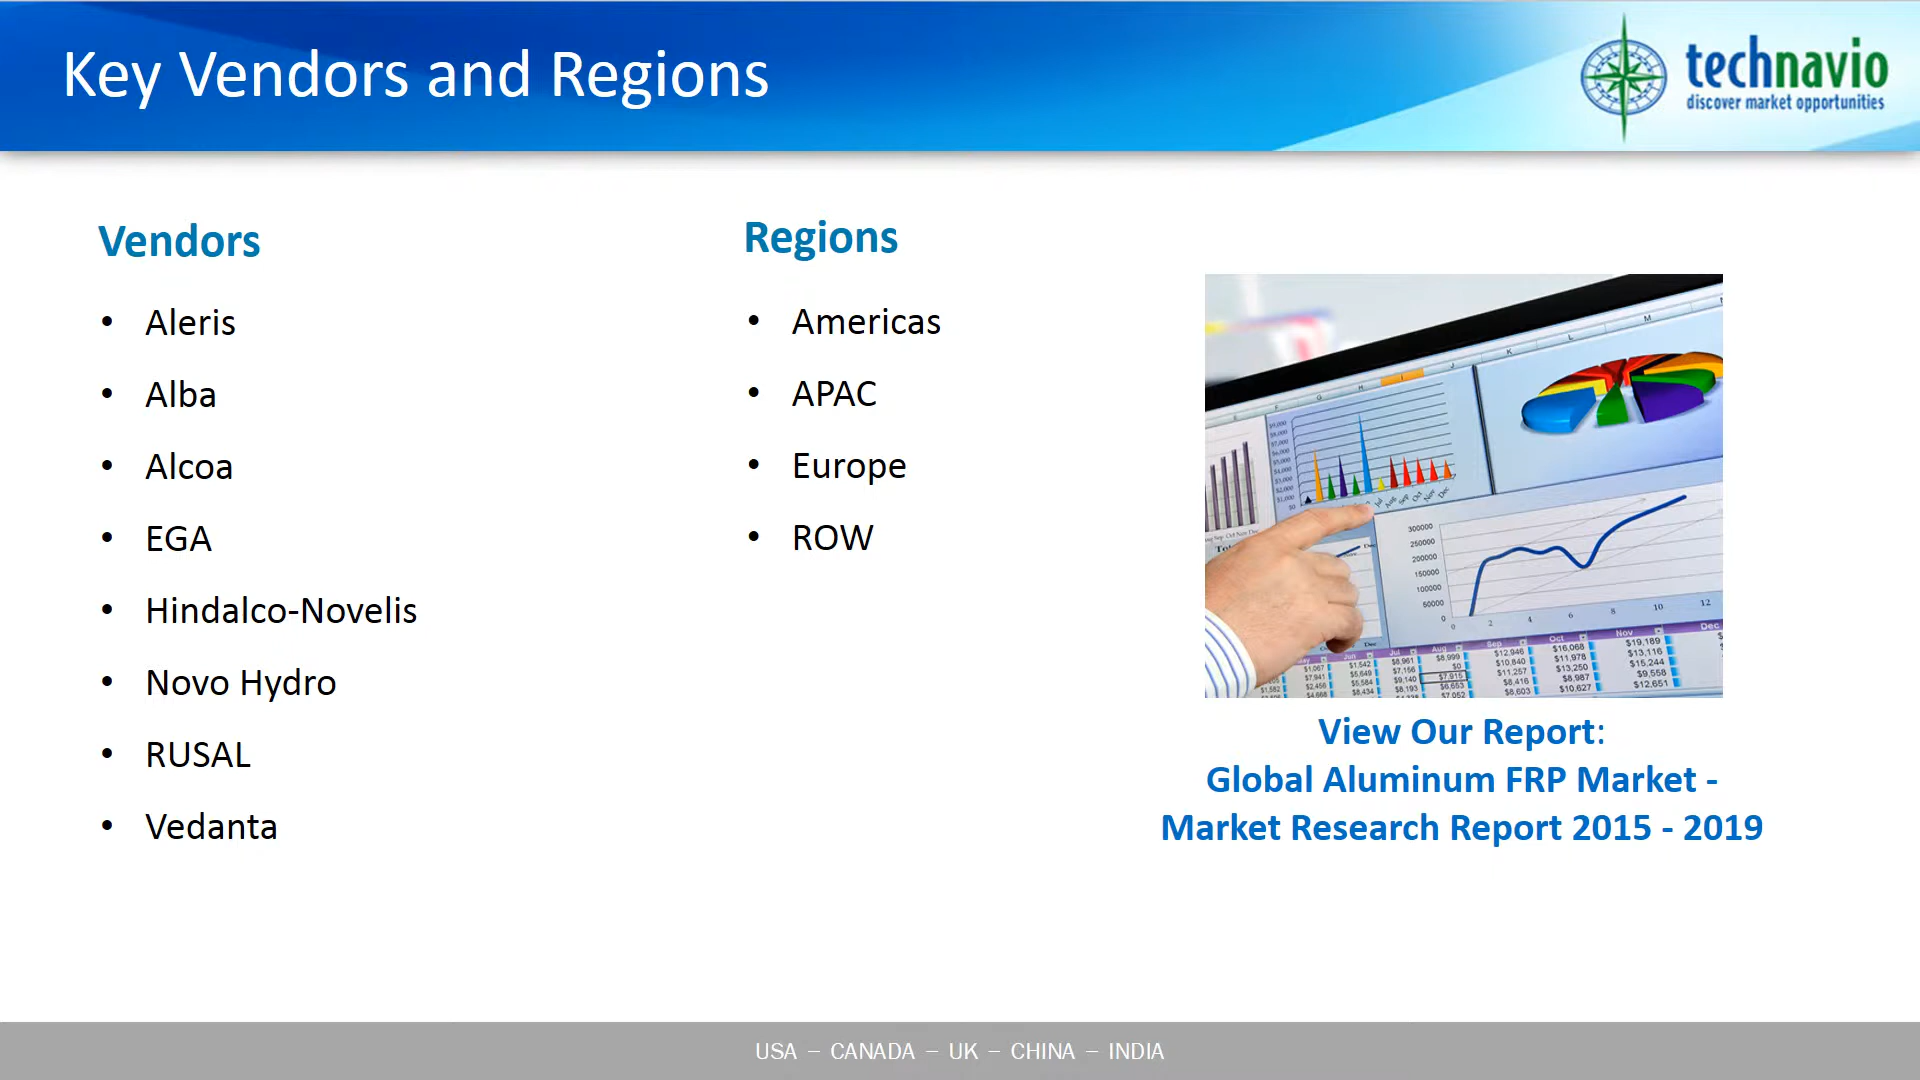 Key Vendors and Regions
technavio
discover market opportunities
Vendors
• Aleris
• Alba
• Alcoa
• EGA
• Hindalco-Novelis
• Novo Hydro
• RUSAL
• Vedanta
Regions
• Americas
• APAC
• Europe
• ROW
View Our Report:
Global Aluminum FRP Market -
Market Research Report 2015 - 2019
USA – CANADA – UK – CHINA – INDIA